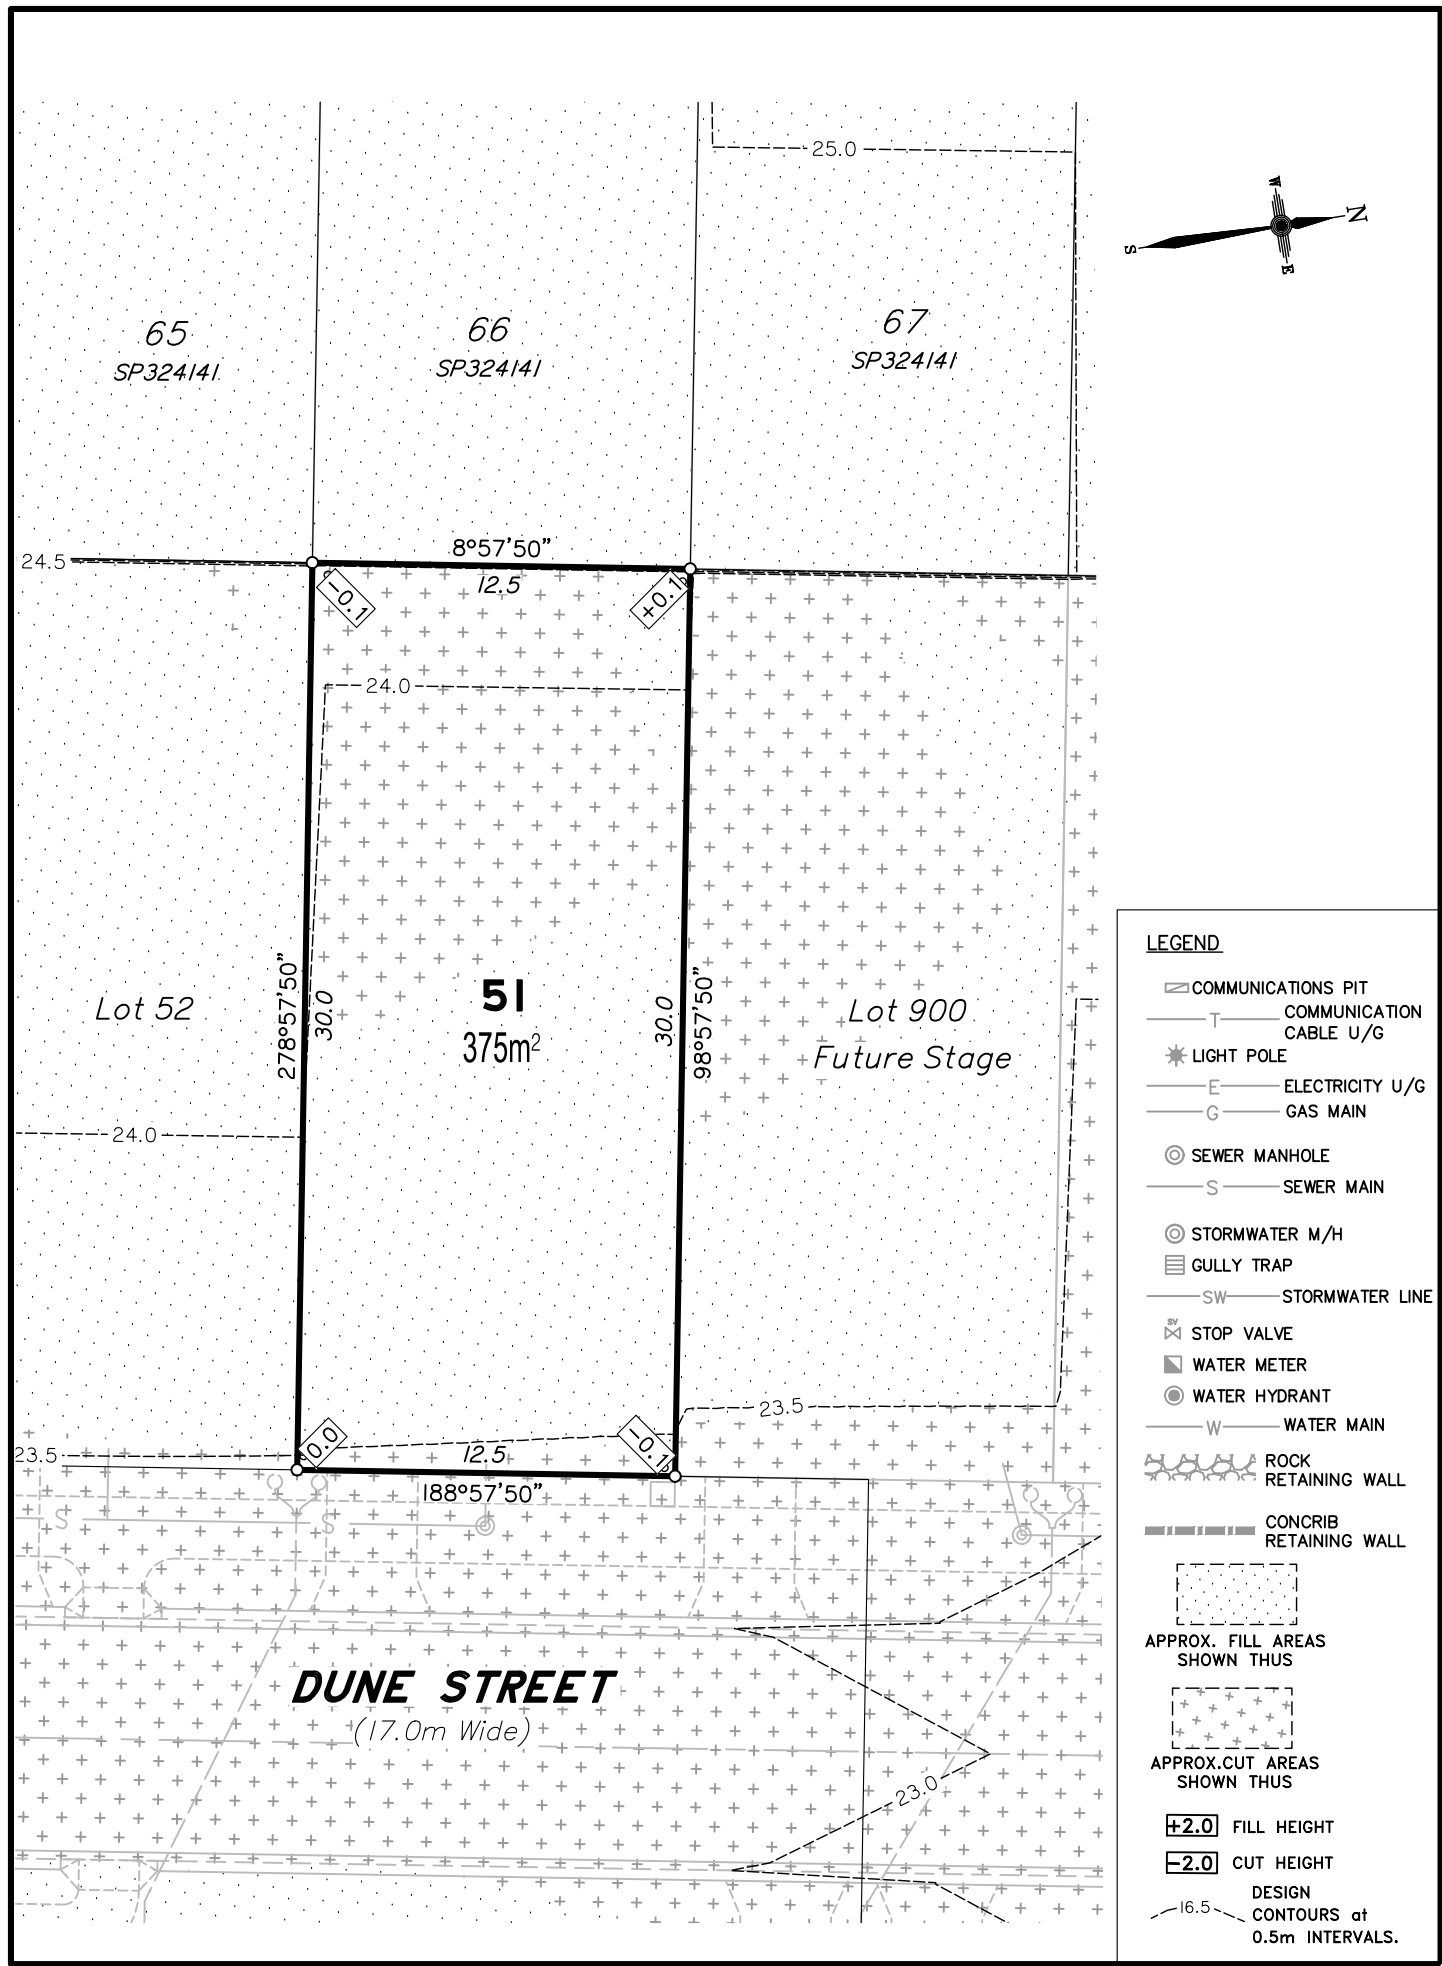 25.0
W
N
S
E
65
SP324141
66
SP324141
67
SP324141
24.5
8°57'50"
12.5
-0.1
+0.1
24.0
278°57'50"
30.0
51
375m²
30.0
98°57'50"
Lot 52
Lot 900
Future Stage
24.0
23.5
23.5
0.0
12.5
-0.1
188°57'50"
S
S
DUNE STREET
(17.0m Wide)
23.0
LEGEND
COMMUNICATIONS PIT
T COMMUNICATION
CABLE U/G
LIGHT POLE
E ELECTRICITY U/G
G GAS MAIN
SEWER MANHOLE
S SEWER MAIN
STORMWATER M/H
GULLY TRAP
SW STORMWATER LINE
SV
STOP VALVE
WATER METER
WATER HYDRANT
W WATER MAIN
ROCK
RETAINING WALL
CONCRIB
RETAINING WALL
APPROX. FILL AREAS
SHOWN THUS
APPROX.CUT AREAS
SHOWN THUS
+2.0 FILL HEIGHT
-2.0 CUT HEIGHT
16.5
DESIGN
CONTOURS at
0.5m INTERVALS.